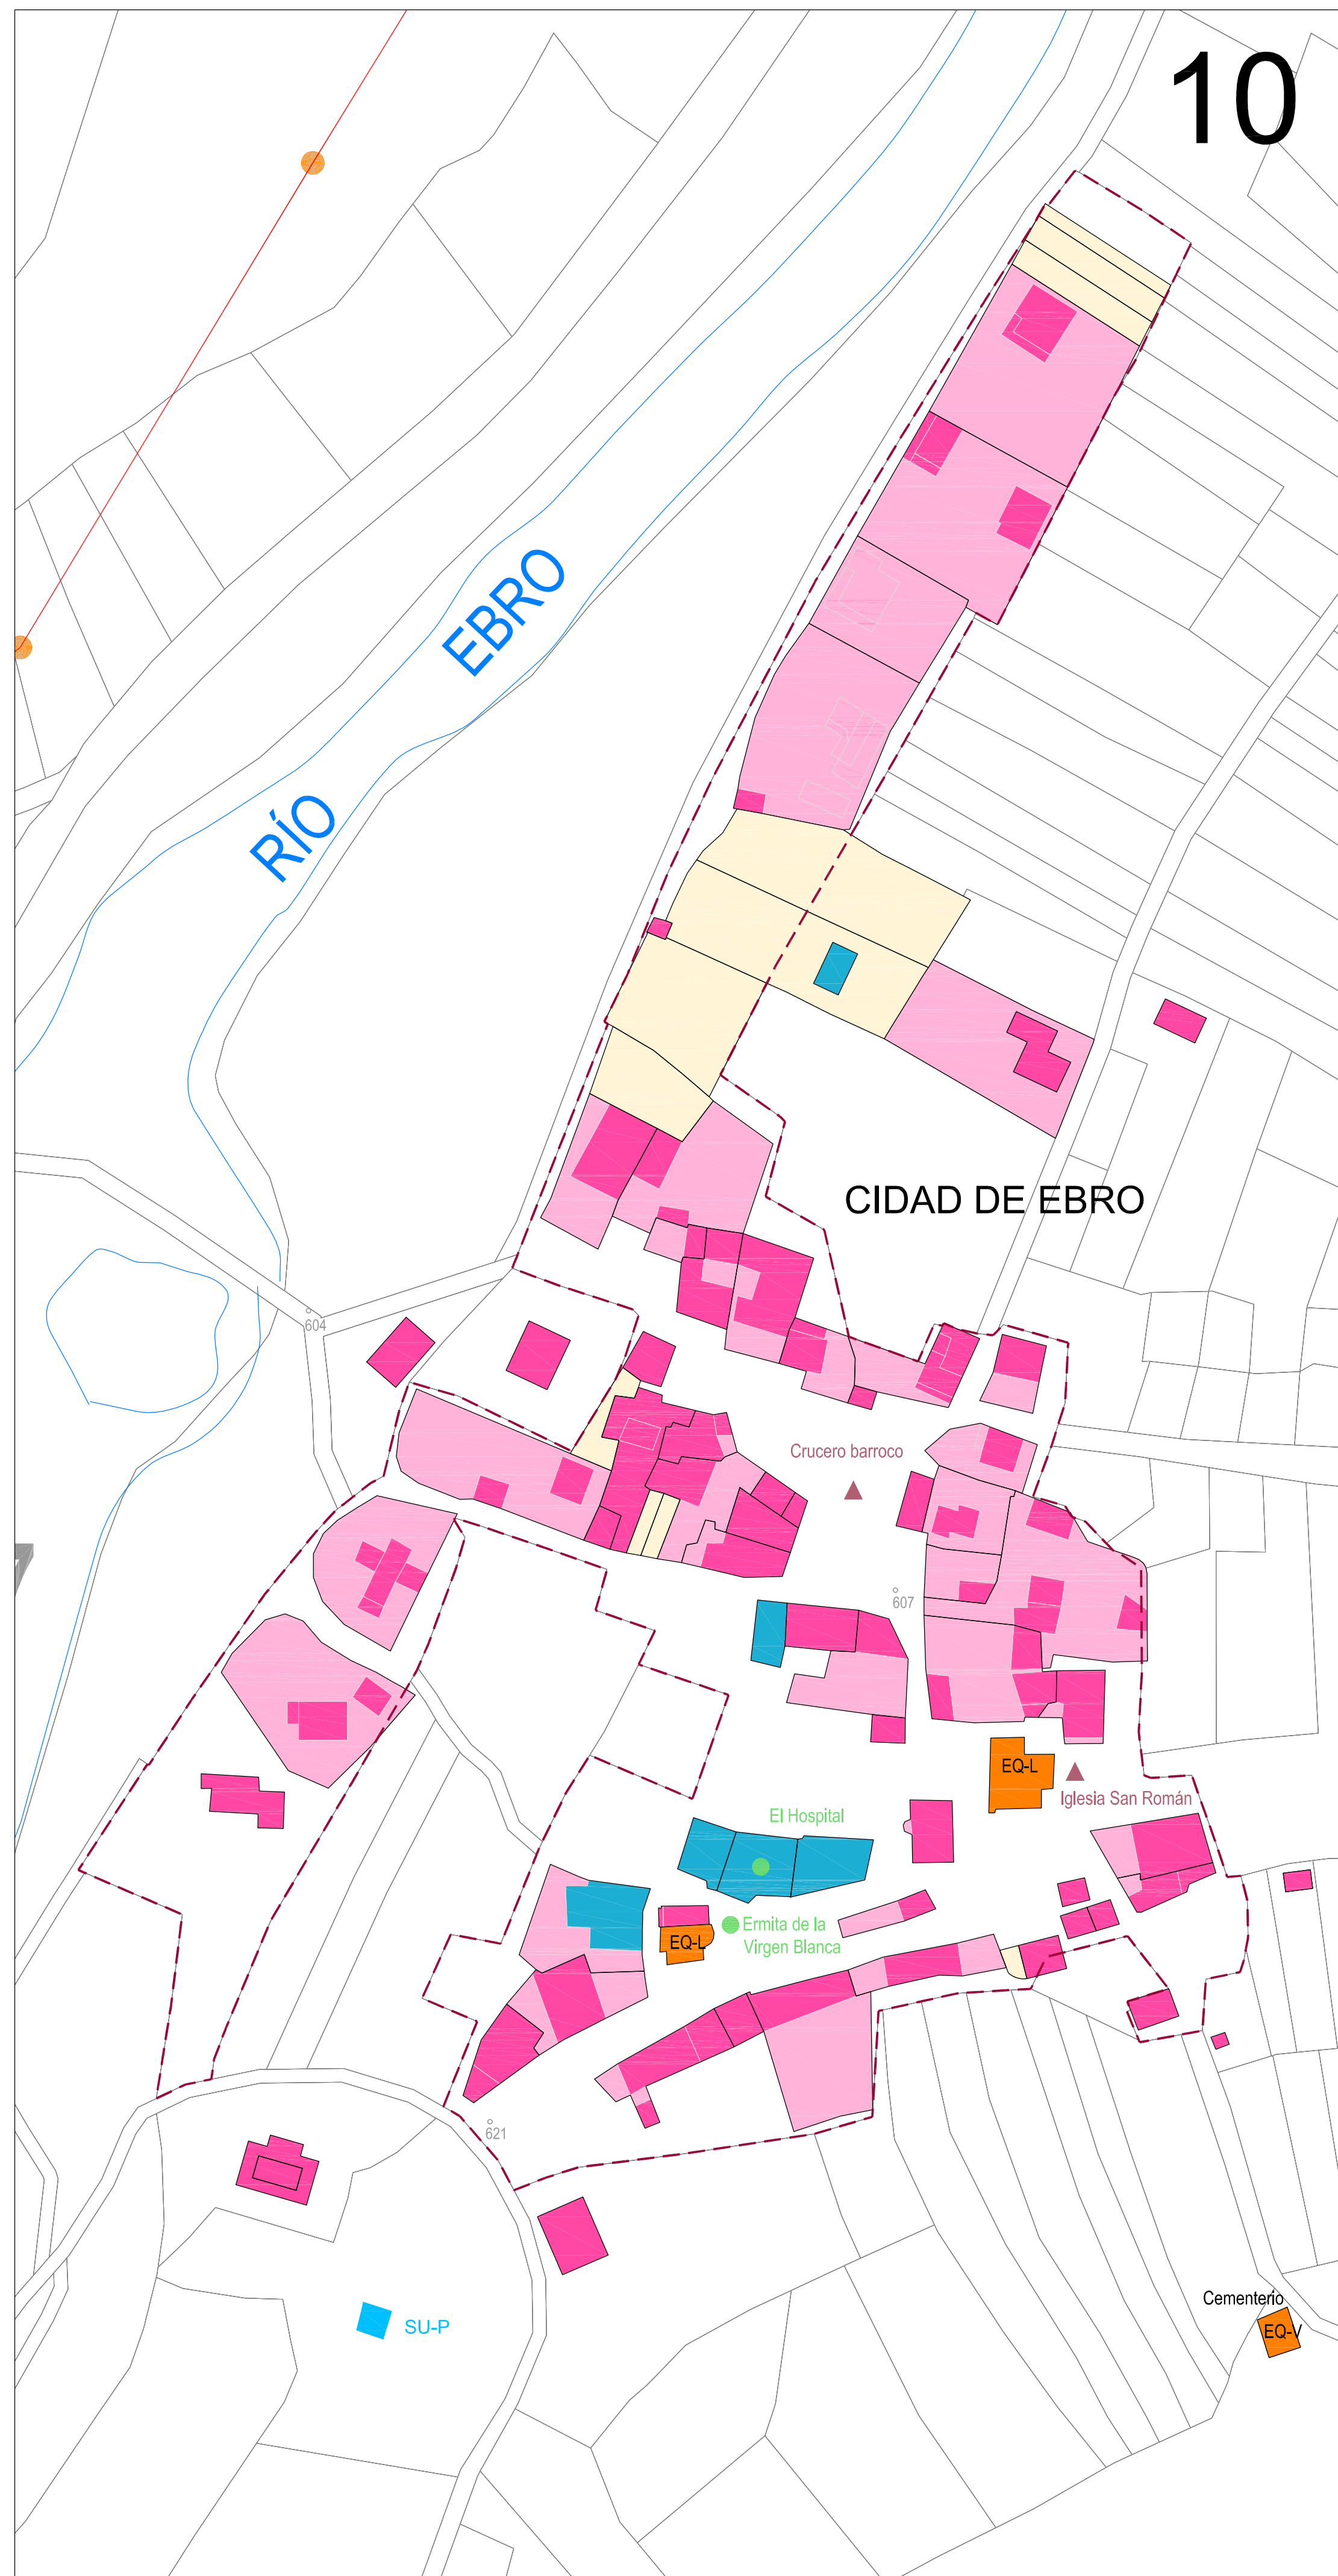 10
EBRO
RÍO
CIDAD DE EBRO
604
Crucero barroco
607
EQ-L
Iglesia San Román
El Hospital
Ermita de la
Virgen Blanca
EQ-L
621
Cementerio
EQ-V
SU-P